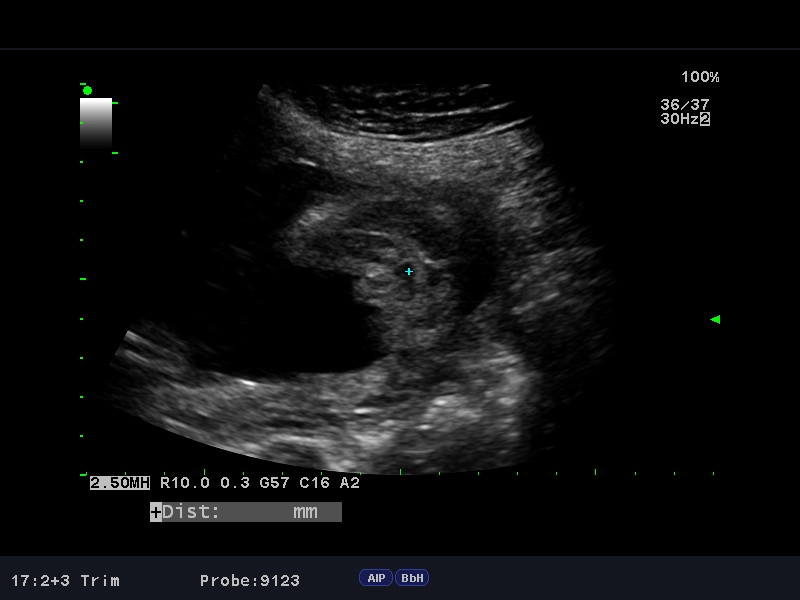 100%
36/37
30Hz2
2.50MH R10.0 0.3 G57 C16 A2
+Dist: mm
17:2+3 Trim Probe:9123 AIP BbH